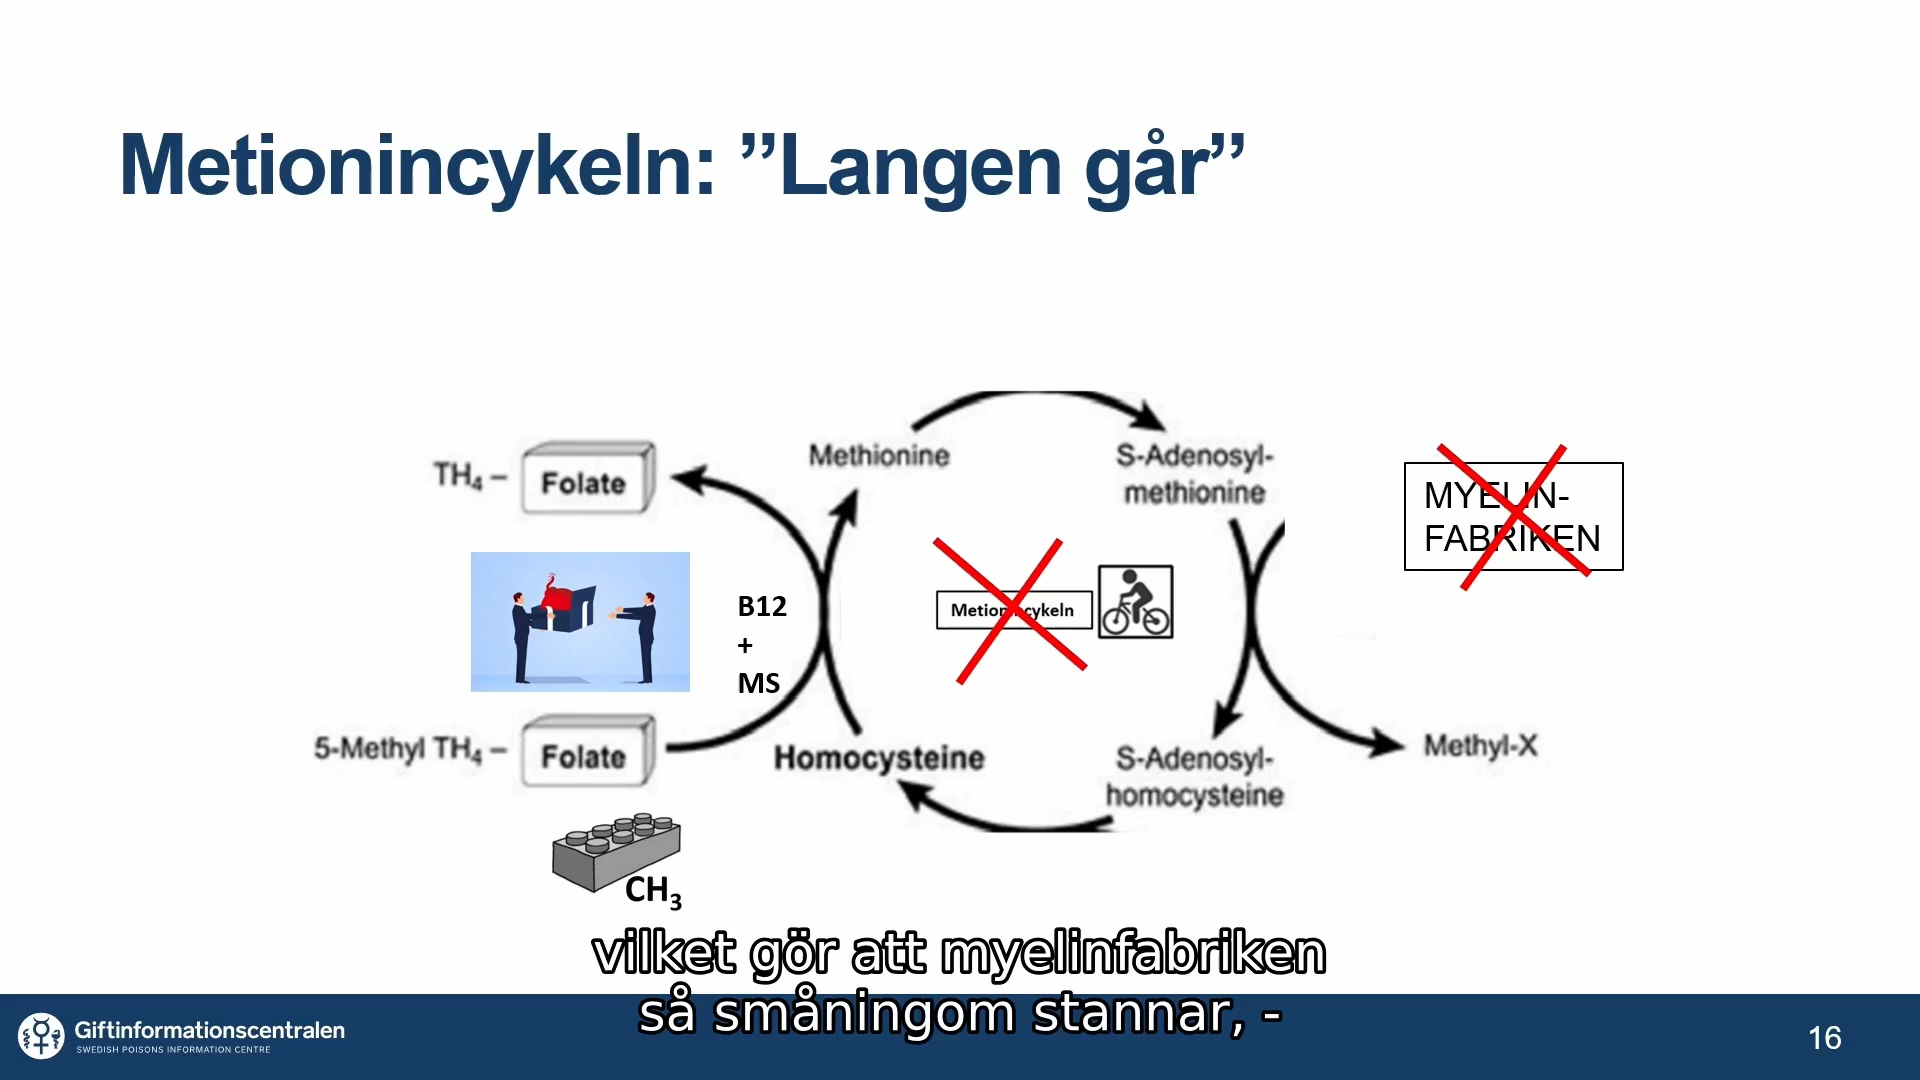 Metionincykeln: ”Langen går”
Methionine
S-Adenosyl-
methionine
TH₄ –
Folate
MYELIN-
FABRIKEN
B12
+
MS
Metionincykeln
5-Methyl TH₄ –
Folate
Homocysteine
S-Adenosyl-
homocysteine
Methyl-X
CH₃
vilket gör att myelinfabriken
så småningom stannar, -
Giftinformationscentralen
SWEDISH POISONS INFORMATION CENTRE
16